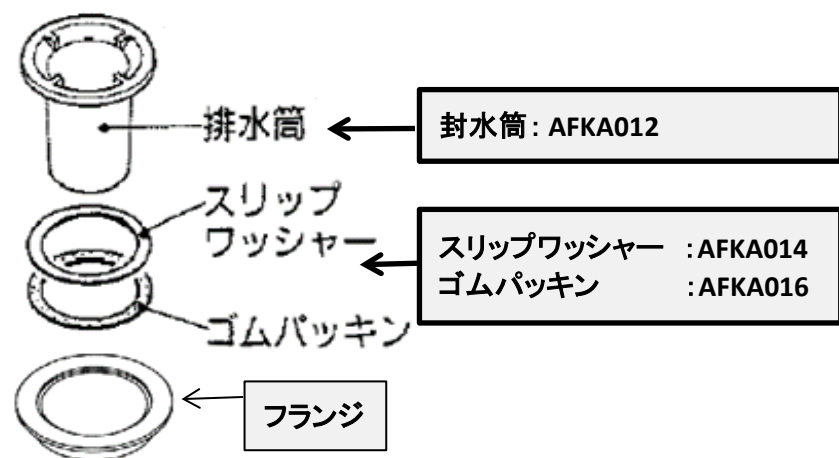 排水筒
封水筒: AFKA012
スリップ
ワッシャー
スリップワッシャー :AFKA014
ゴムパッキン :AFKA016
ゴムパッキン
フランジ